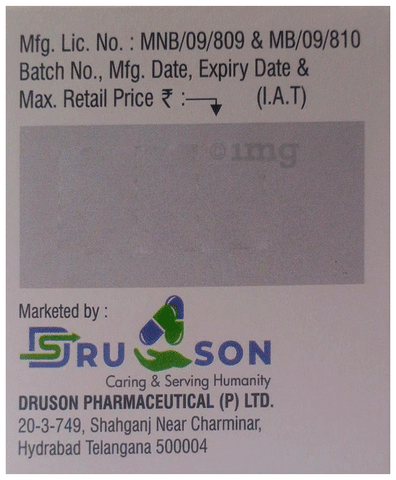 Mfg. Lic. No. : MNB/09/809 & MB/09/810
Batch No., Mfg. Date, Expiry Date &
Max. Retail Price ₹ : (I.A.T)
1mg
Marketed by :
DRUSON
Caring & Serving Humanity
DRUSON PHARMACEUTICAL (P) LTD.
20-3-749, Shahganj Near Charminar,
Hydrabad Telangana 500004